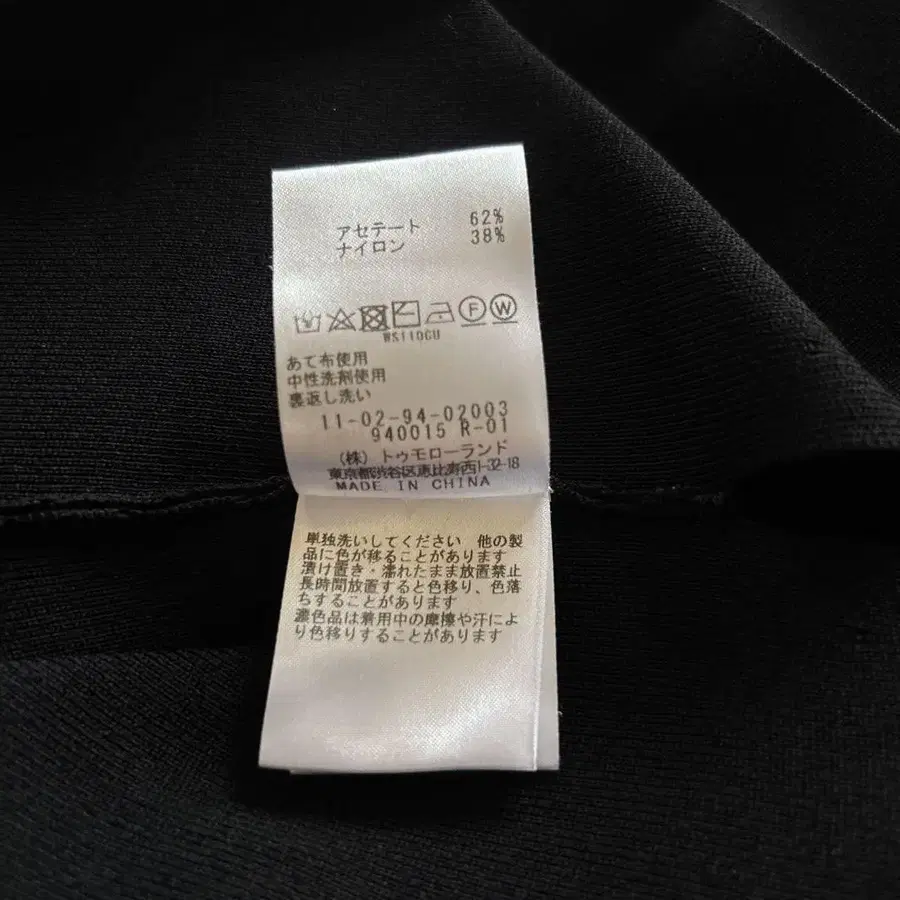 アセテート 62%
ナイロン 38%
F W
WS110GU
あて布使用
中性洗剤使用
裏返し洗い
11-02-94-02003
940015 R-01
(株)トゥモローランド
東京都渋谷区恵比寿西1-32-18
MADE IN CHINA
単独洗いしてください 他の製
品に色が移ることがあります
漬け置き・濡れたまま放置禁止
長時間放置すると色移り、色落
ちすることがあります
濃色品は着用中の摩擦や汗によ
り色移りすることがあります